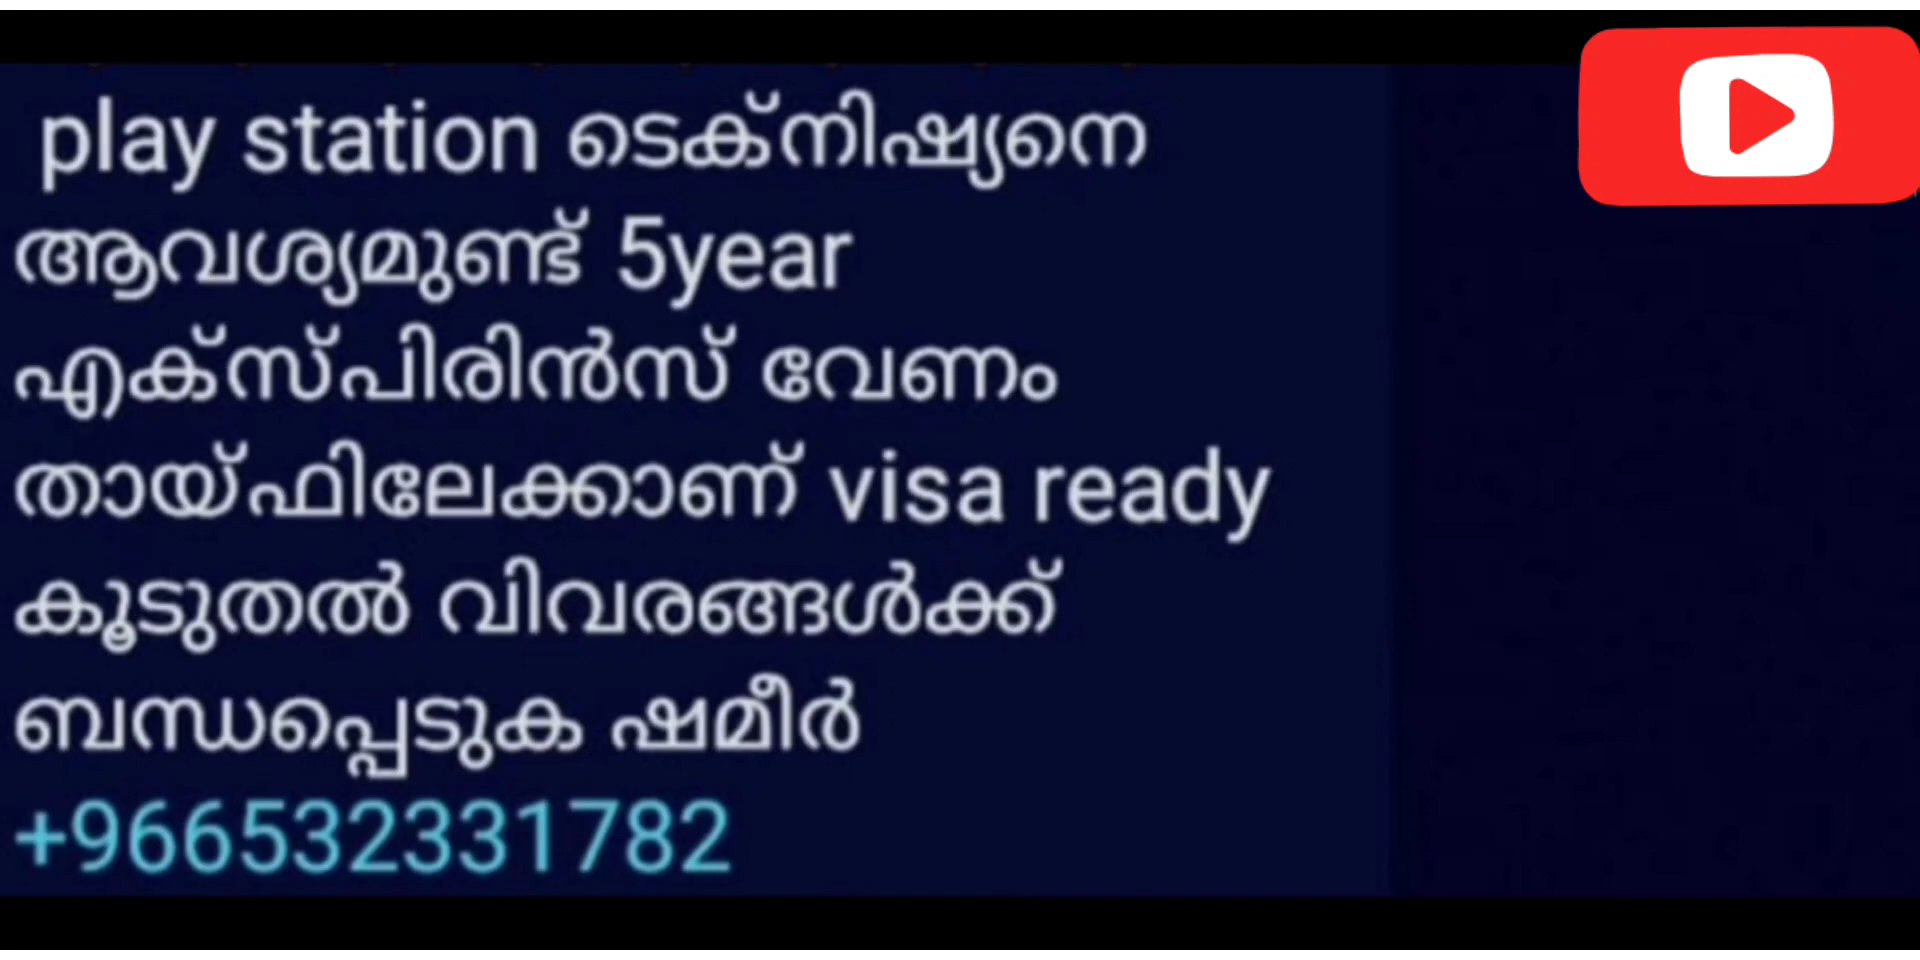 play station ടെക്നിഷ്യനെ
ആവശ്യമുണ്ട് 5year
എക്സ്പിരിൻസ് വേണം
തായ്ഫിലേക്കാണ് visa ready
കൂടുതൽ വിവരങ്ങൾക്ക്
ബന്ധപ്പെടുക ഷമീർ
+966532331782